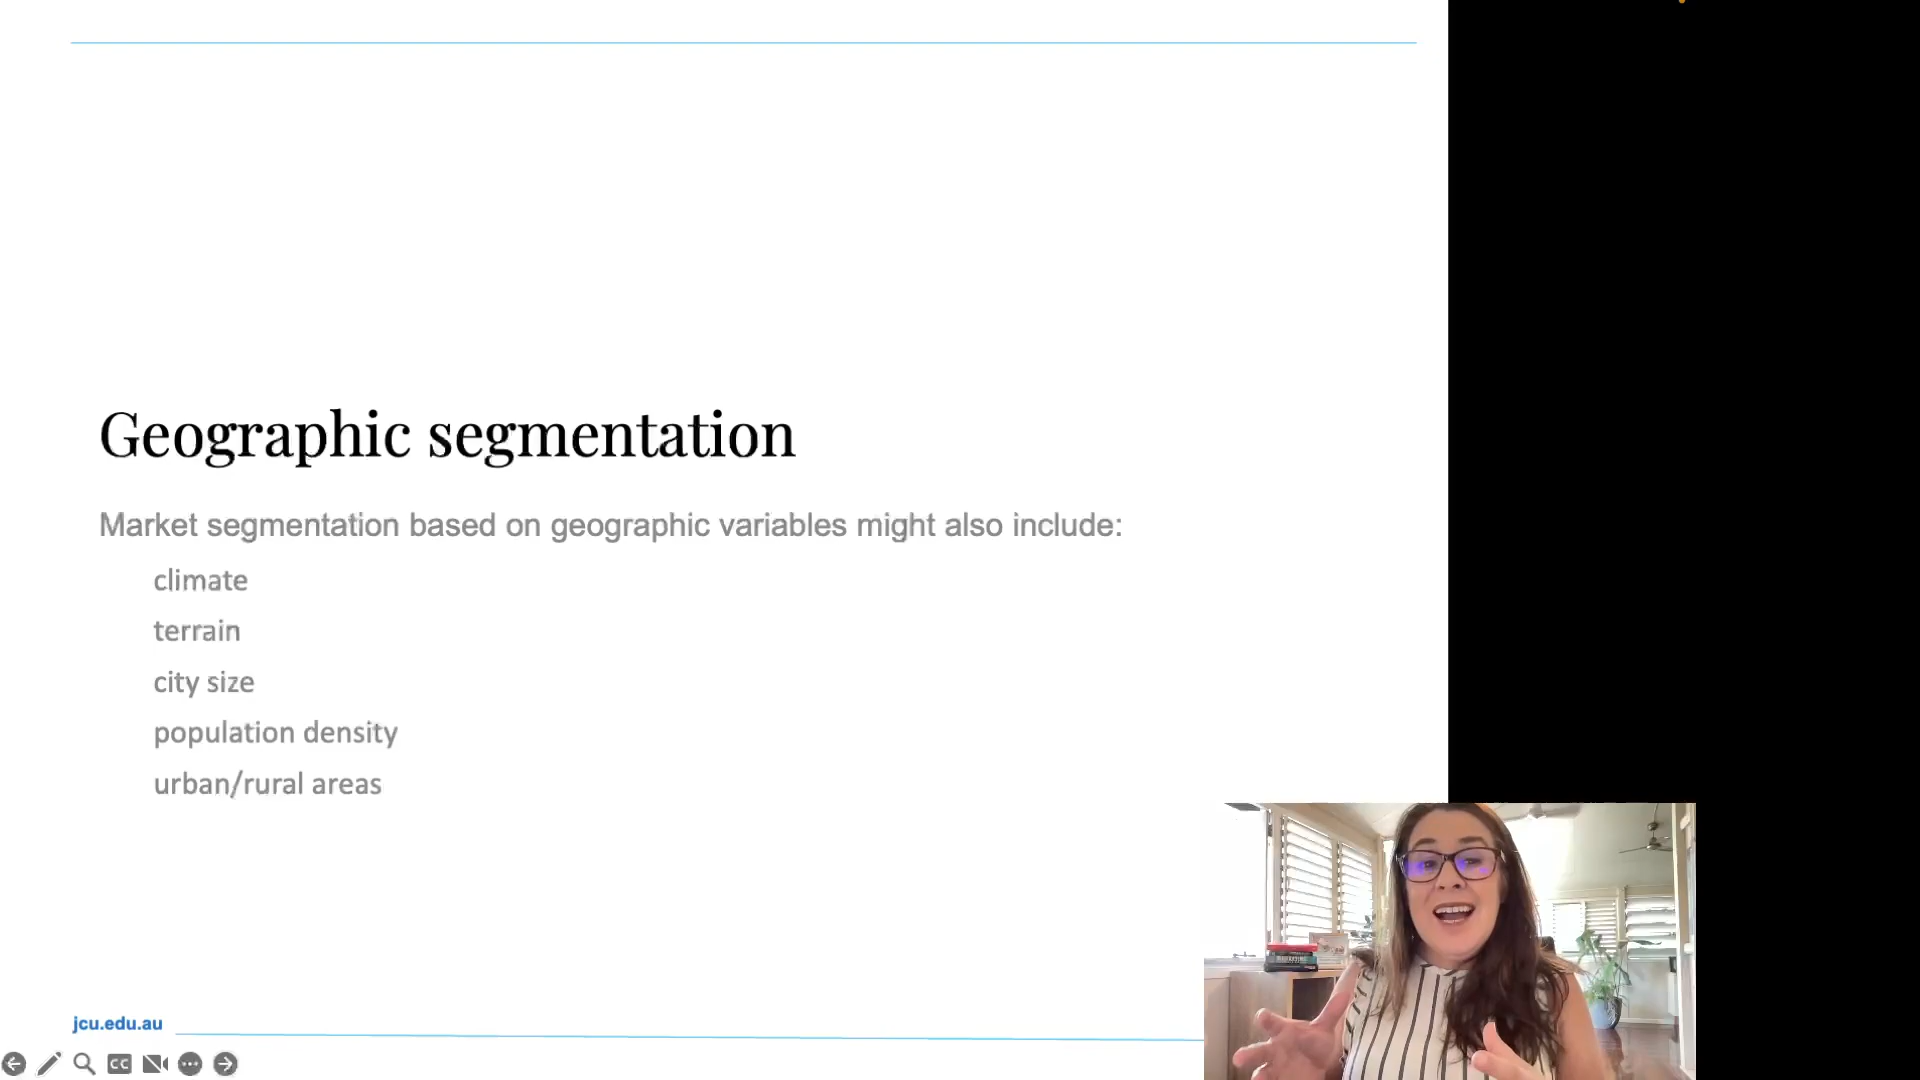 Geographic segmentation
Market segmentation based on geographic variables might also include:
climate
terrain
city size
population density
urban/rural areas
jcu.edu.au
CC